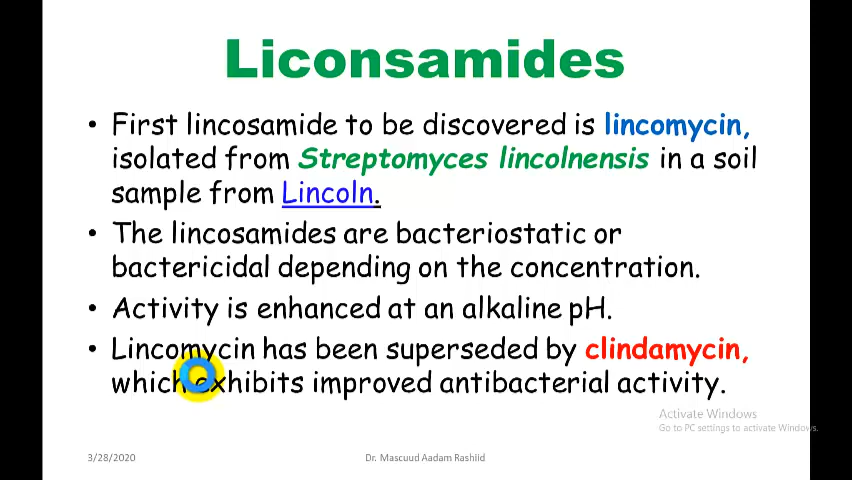 Liconsamides
• First lincosamide to be discovered is lincomycin,
isolated from Streptomyces lincolnensis in a soil
sample from Lincoln.
• The lincosamides are bacteriostatic or
bactericidal depending on the concentration.
• Activity is enhanced at an alkaline pH.
• Lincomycin has been superseded by clindamycin,
which exhibits improved antibacterial activity.
Activate Windows
Go to PC settings to activate Windows.
3/28/2020
Dr. Mascuud Aadam Rashiid